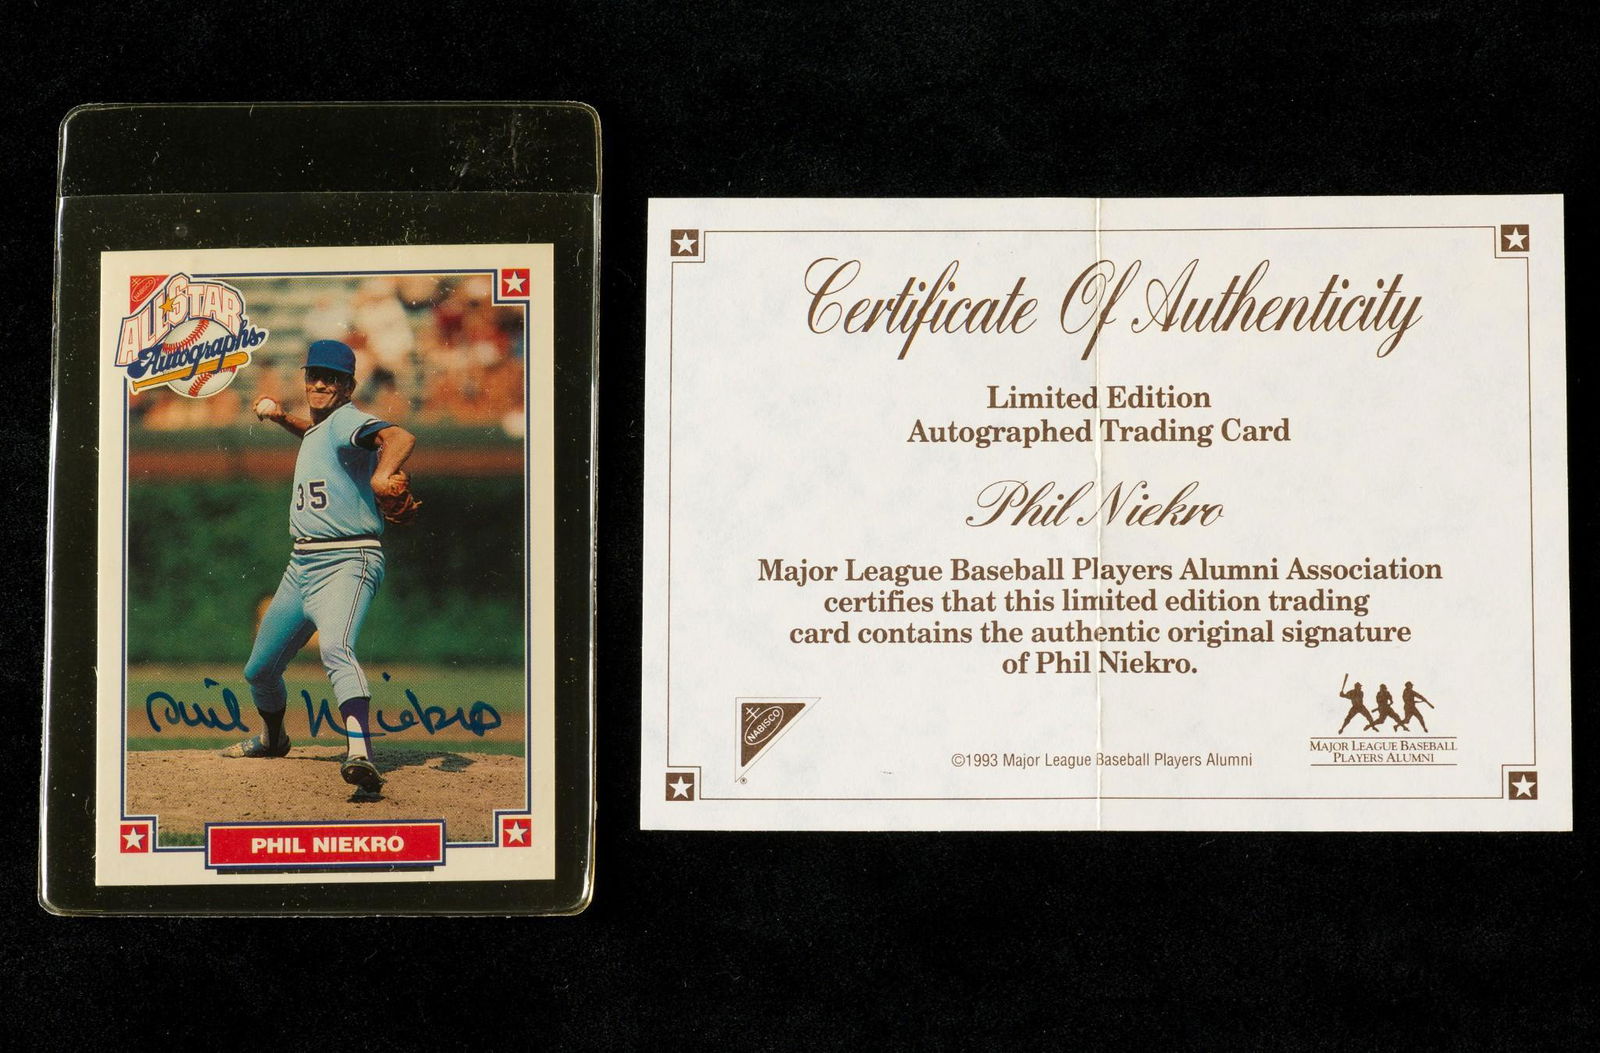 NABISCO
ALL STAR
Autographs
35
Phil Niekro
PHIL NIEKRO
Certificate Of Authenticity
Limited Edition
Autographed Trading Card
Phil Niekro
Major League Baseball Players Alumni Association
certifies that this limited edition trading
card contains the authentic original signature
of Phil Niekro.
NABISCO
®
©1993 Major League Baseball Players Alumni
MAJOR LEAGUE BASEBALL
PLAYERS ALUMNI